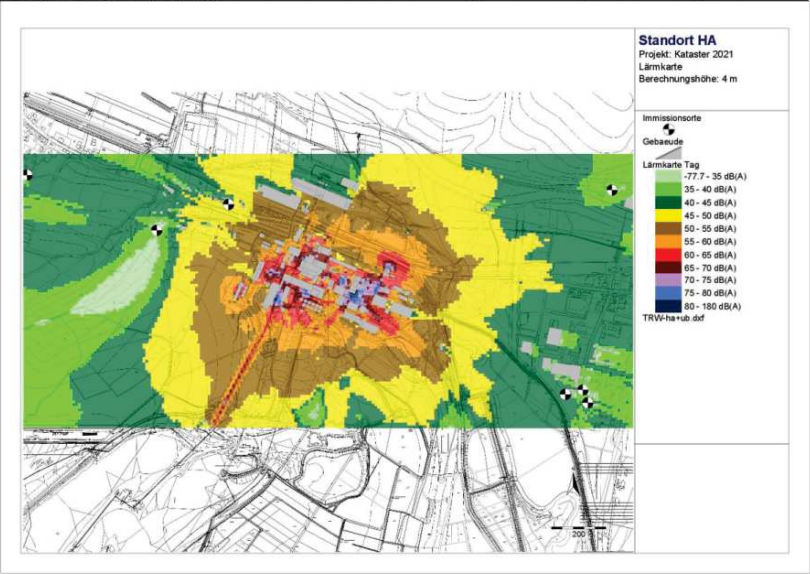 Standort HA
Projekt: Kataster 2021
Lärmkarte
Berechnungshöhe: 4 m
Immissionsorte
Gebaeude
Lärmkarte Tag
-77.7 - 35 dB(A)
35 - 40 dB(A)
40 - 45 dB(A)
45 - 50 dB(A)
50 - 55 dB(A)
55 - 60 dB(A)
60 - 65 dB(A)
65 - 70 dB(A)
70 - 75 dB(A)
75 - 80 dB(A)
80 - 180 dB(A)
TRW-ha+ub.dxf
200